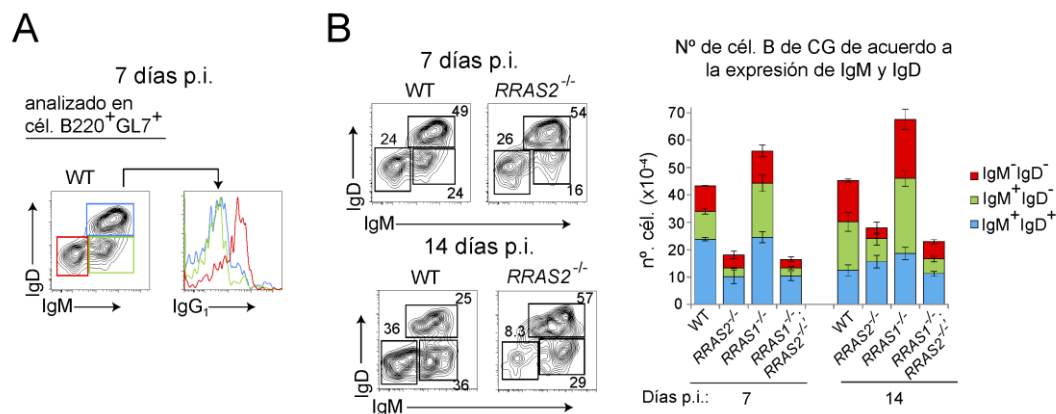 A
7 días p.i.
analizado en
cél. B220⁺GL7⁺
WT
IgD
IgM
IgG₁
B
7 días p.i.
WT
RRAS2⁻/⁻
49
24
24
54
26
16
IgD
IgM
14 días p.i.
WT
RRAS2⁻/⁻
25
36
36
57
8.3
29
IgD
IgM
Nº de cél. B de CG de acuerdo a
la expresión de IgM y IgD
nº. cél. (x10⁻⁴)
70
60
50
40
30
20
10
0
IgM⁻IgD⁻
IgM⁺IgD⁻
IgM⁺IgD⁺
WT
RRAS2⁻/⁻
RRAS1⁻/⁻
RRAS1⁻/⁻;
RRAS2⁻/⁻
WT
RRAS2⁻/⁻
RRAS1⁻/⁻
RRAS1⁻/⁻;
RRAS2⁻/⁻
Días p.i.: 7 14